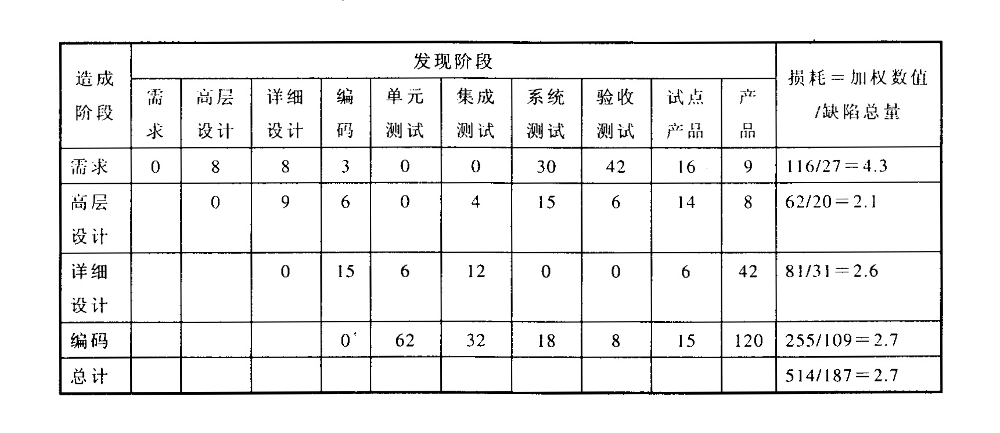 造成阶段 发现阶段 损耗＝加权数值/缺陷总量
需求 高层设计 详细设计 编码 单元测试 集成测试 系统测试 验收测试 试点产品 产品
需求 0 8 8 3 0 0 30 42 16 9 116/27＝4.3
高层设计 0 9 6 0 4 15 6 14 8 62/20＝2.1
详细设计 0 15 6 12 0 0 6 42 81/31＝2.6
编码 0 62 32 18 8 15 120 255/109＝2.7
总计 514/187＝2.7